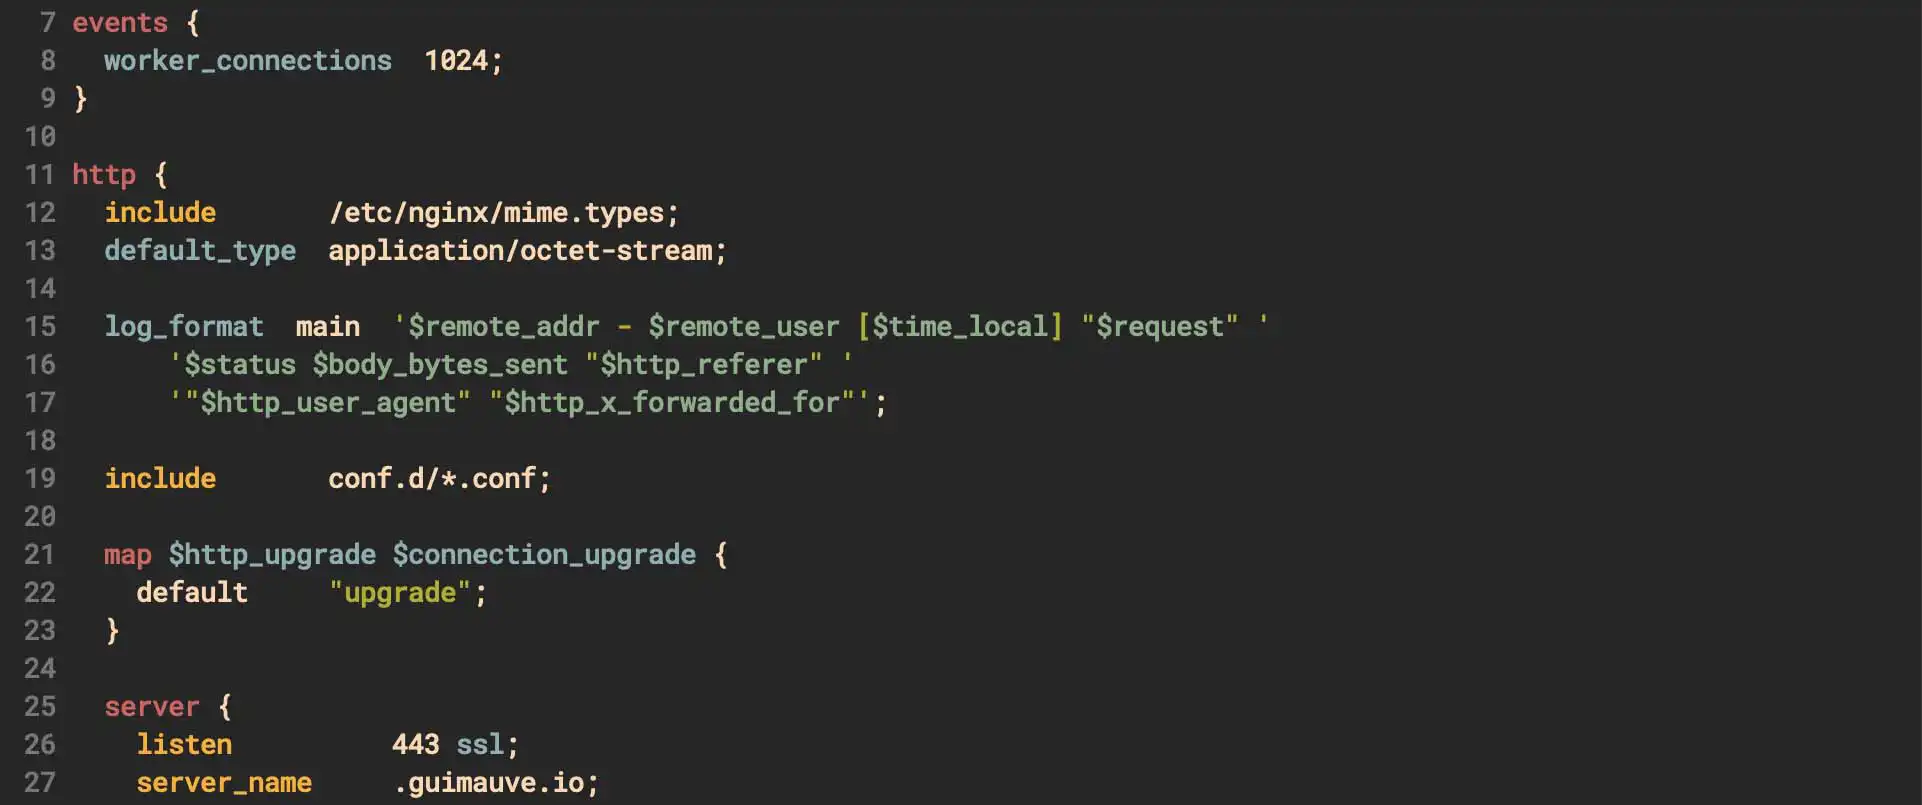 7 events {
8   worker_connections  1024;
9 }
10
11 http {
12   include       /etc/nginx/mime.types;
13   default_type  application/octet-stream;
14
15   log_format  main  '$remote_addr - $remote_user [$time_local] "$request" '
16       '$status $body_bytes_sent "$http_referer" '
17       '"$http_user_agent" "$http_x_forwarded_for"';
18
19   include       conf.d/*.conf;
20
21   map $http_upgrade $connection_upgrade {
22     default     "upgrade";
23   }
24
25   server {
26     listen          443 ssl;
27     server_name     .guimauve.io;